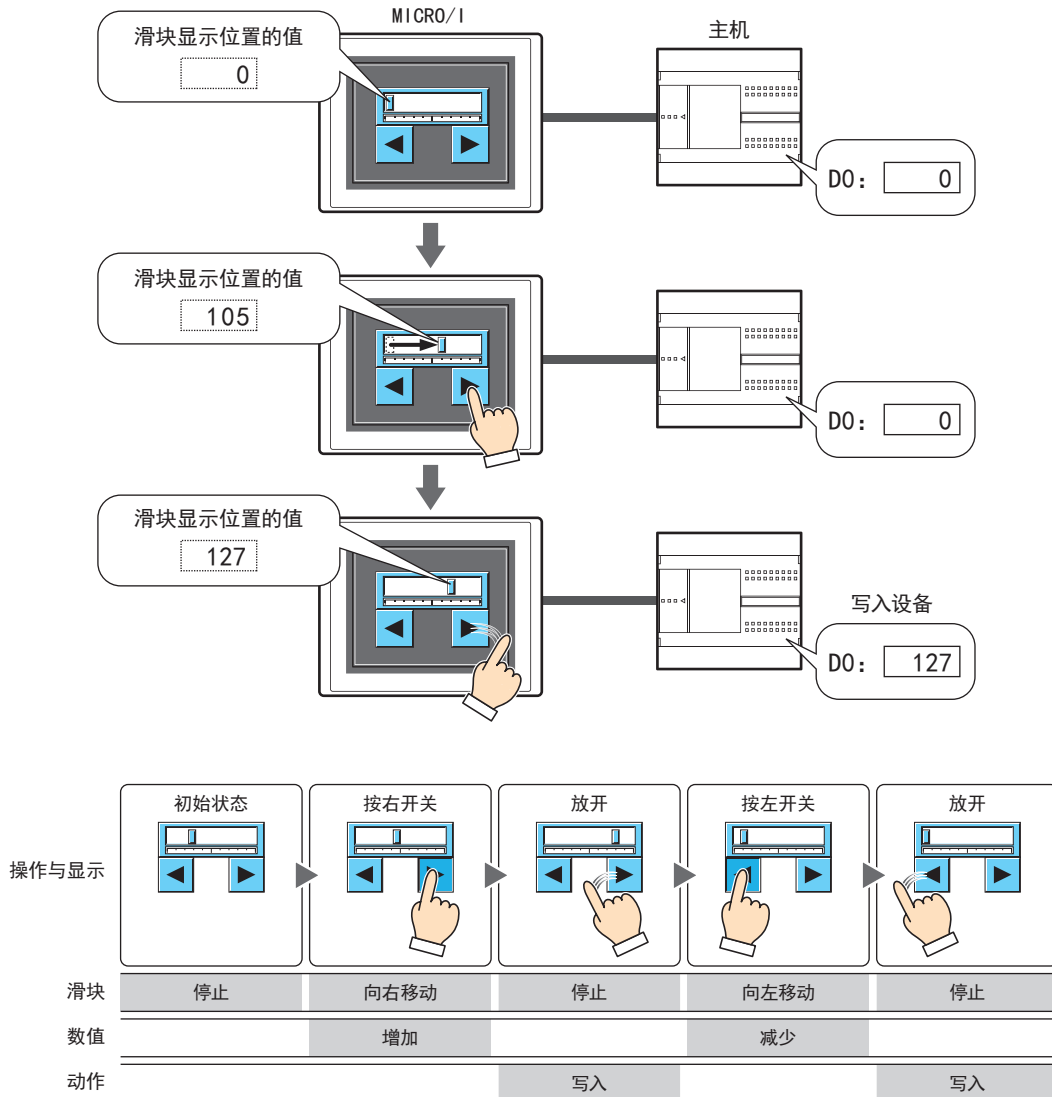 MICRO/I
主机
滑块显示位置的值
0
D0: 0
滑块显示位置的值
105
D0: 0
滑块显示位置的值
127
写入设备
D0: 127
操作与显示
初始状态
按右开关
放开
按左开关
放开
滑块 停止 向右移动 停止 向左移动 停止
数值 增加 减少
动作 写入 写入